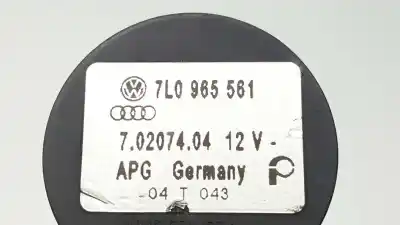 7L0 965 561
7.02074.04 12 V -
APG Germany
-04 T 043